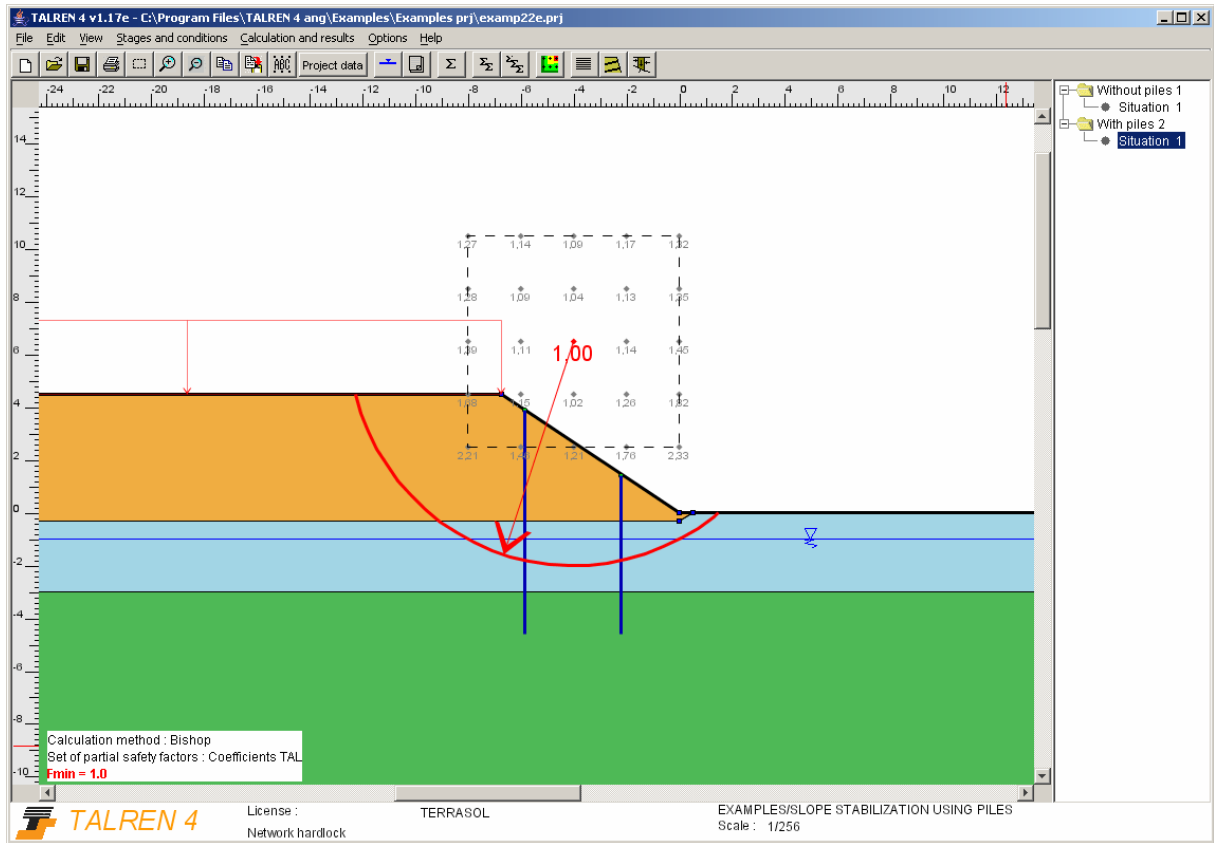 TALREN 4 v1.17e - C:\Program Files\TALREN 4 ang\Examples\Examples prj\examp22e.prj
File Edit View Stages and conditions Calculation and results Options Help
ABC Project data Σ Σ Σ Σ Σ
-24 -22 -20 -18 -16 -14 -12 -10 -8 -6 -4 -2 0 2 4 6 8 10 12
Without piles 1
Situation 1
With piles 2
Situation 1
14
12
10
8
6
4
2
0
-2
-4
-6
-8
-10
1,27 1,14 1,09 1,17 1,32
1,28 1,09 1,04 1,13 1,35
1,39 1,11 1,00 1,14 1,45
1,15 1,02 1,26
2,21 1,21 1,76 2,33
Calculation method : Bishop
Set of partial safety factors : Coefficients TAL
Fmin = 1.0
TALREN 4
License :
Network hardlock
TERRASOL
EXAMPLES/SLOPE STABILIZATION USING PILES
Scale : 1/256